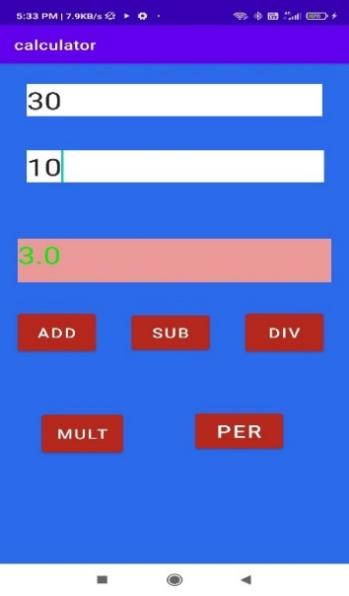 5:33 PM | 7.9KB/s
calculator
30
10
3.0
ADD SUB DIV
MULT PER